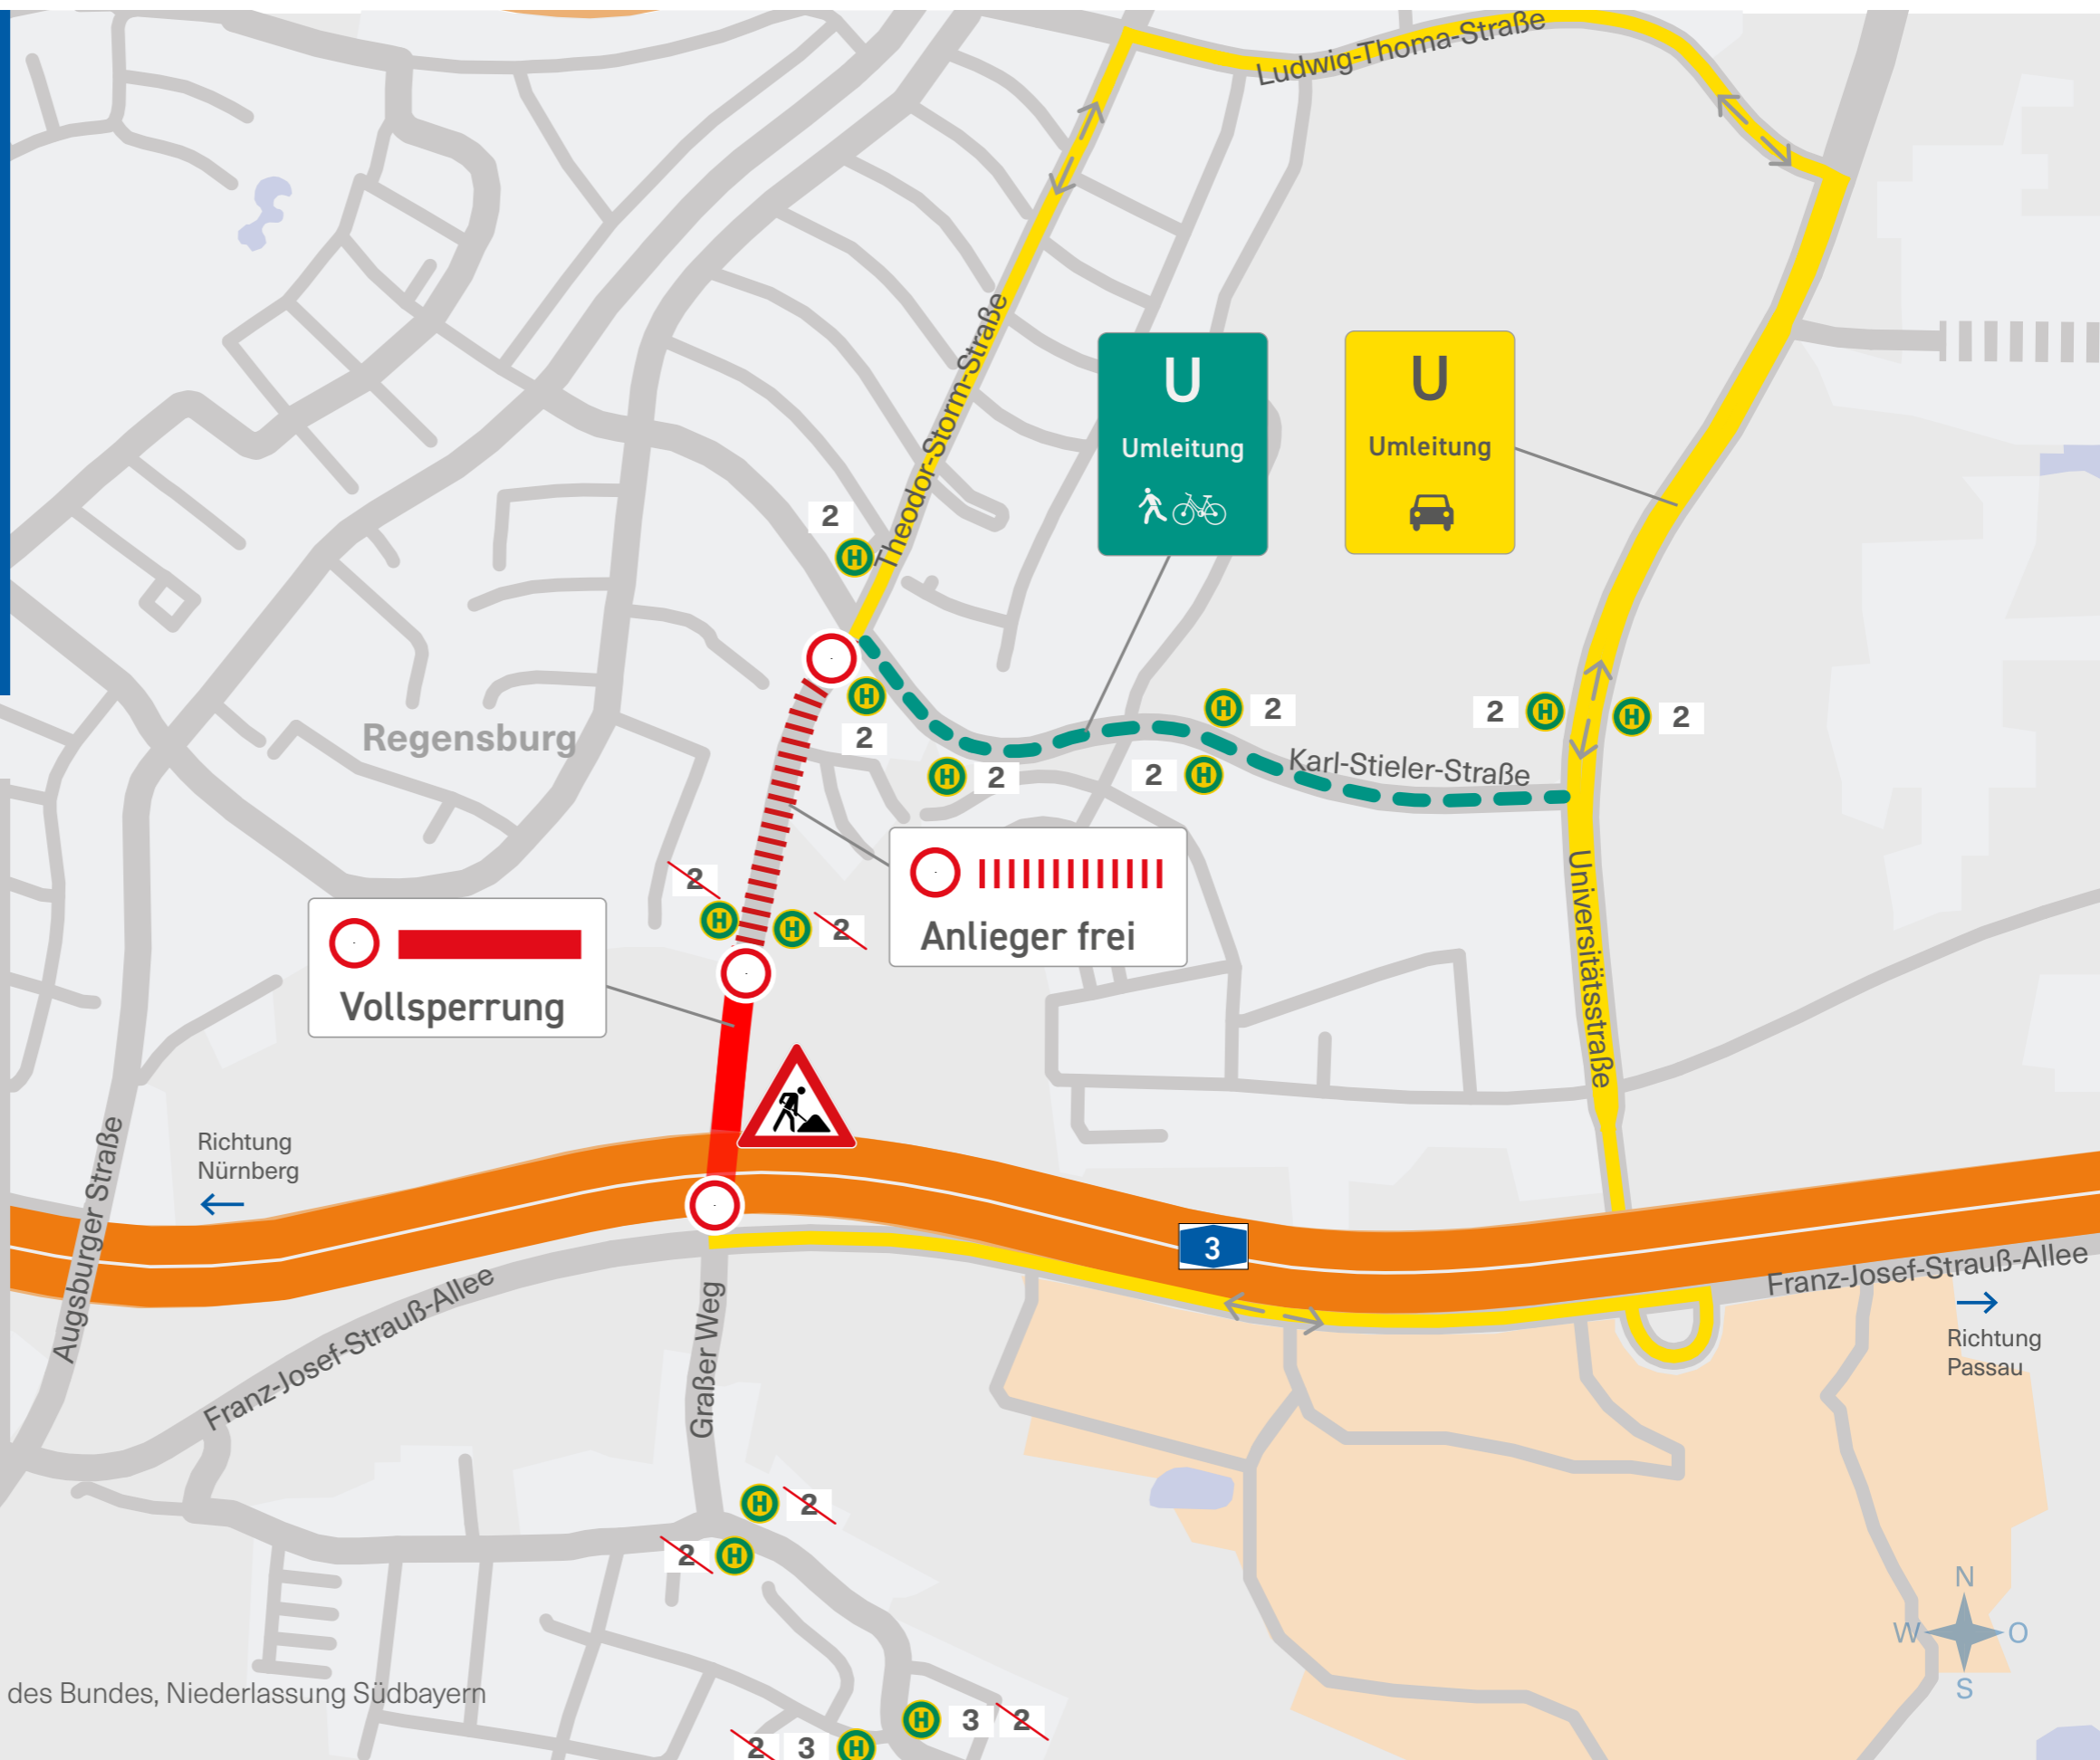 Ludwig-Thoma-Straße
Theodor-Storm-Straße
U
Umleitung
U
Umleitung
2
H
H
2
H
2
H
2
2
H
2
H
H
2
Regensburg
Karl-Stieler-Straße
Universitätsstraße
2
H
H
2
Anlieger frei
Vollsperrung
Richtung
Nürnberg
Augsburger Straße
3
Franz-Josef-Strauß-Allee
Richtung
Passau
Franz-Josef-Strauß-Allee
Graßer Weg
H
2
2
H
N
W
O
S
des Bundes, Niederlassung Südbayern
H
3
2
2
3
H